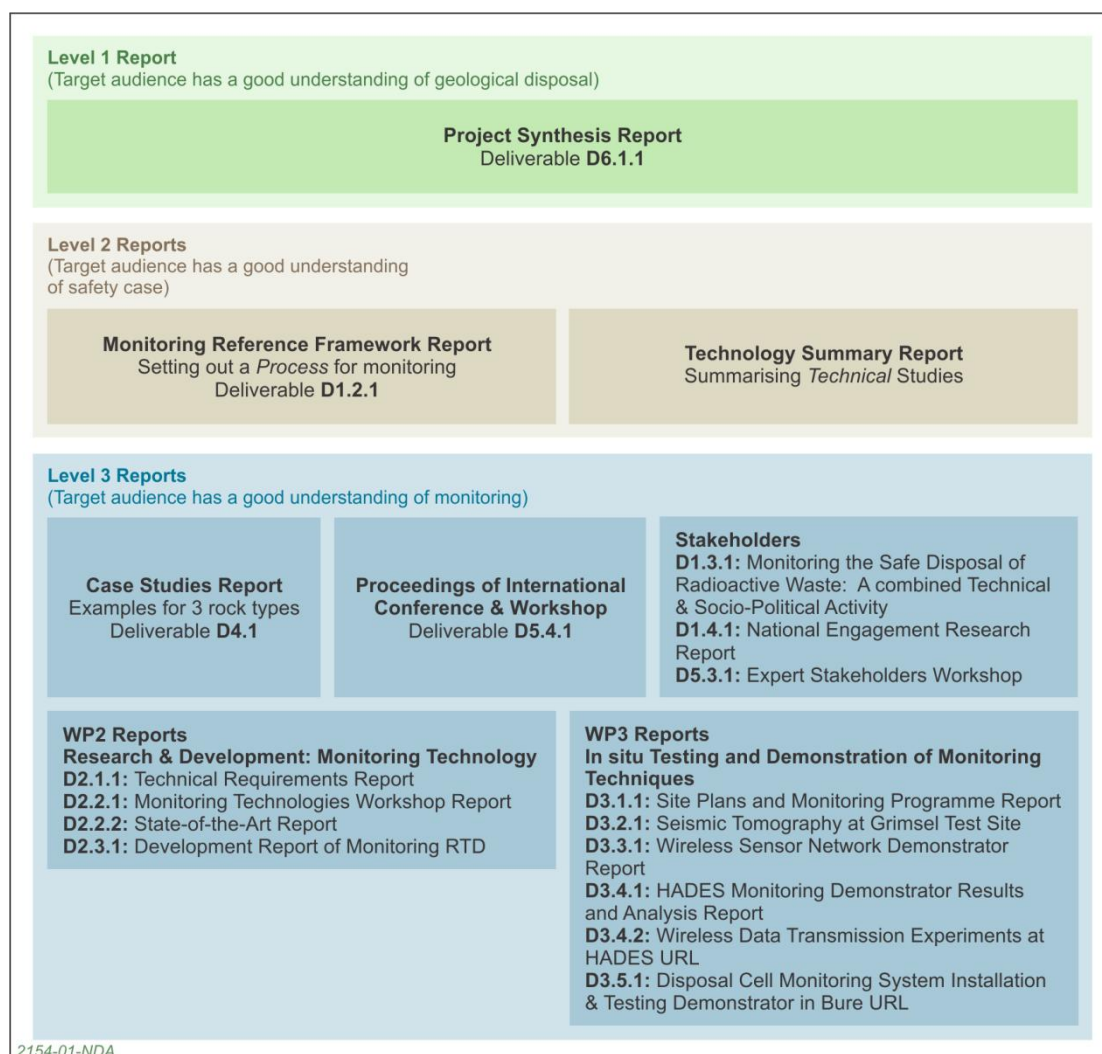 Level 1 Report
(Target audience has a good understanding of geological disposal)
Project Synthesis Report
Deliverable D6.1.1
Level 2 Reports
(Target audience has a good understanding
of safety case)
Monitoring Reference Framework Report
Setting out a Process for monitoring
Deliverable D1.2.1
Technology Summary Report
Summarising Technical Studies
Level 3 Reports
(Target audience has a good understanding of monitoring)
Case Studies Report
Examples for 3 rock types
Deliverable D4.1
Proceedings of International
Conference & Workshop
Deliverable D5.4.1
Stakeholders
D1.3.1: Monitoring the Safe Disposal of
Radioactive Waste: A combined Technical
& Socio-Political Activity
D1.4.1: National Engagement Research
Report
D5.3.1: Expert Stakeholders Workshop
WP2 Reports
Research & Development: Monitoring Technology
D2.1.1: Technical Requirements Report
D2.2.1: Monitoring Technologies Workshop Report
D2.2.2: State-of-the-Art Report
D2.3.1: Development Report of Monitoring RTD
WP3 Reports
In situ Testing and Demonstration of Monitoring
Techniques
D3.1.1: Site Plans and Monitoring Programme Report
D3.2.1: Seismic Tomography at Grimsel Test Site
D3.3.1: Wireless Sensor Network Demonstrator
Report
D3.4.1: HADES Monitoring Demonstrator Results
and Analysis Report
D3.4.2: Wireless Data Transmission Experiments at
HADES URL
D3.5.1: Disposal Cell Monitoring System Installation
& Testing Demonstrator in Bure URL
2154-01-NDA